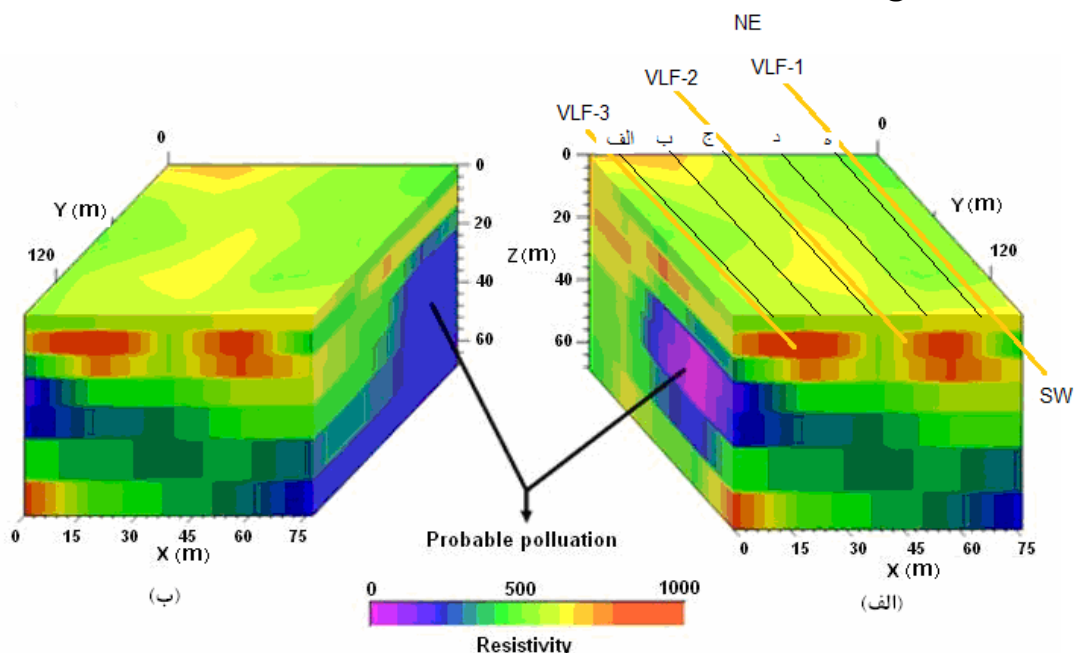 NE
VLF-1
VLF-2
VLF-3
الف
ب
ج
د
ه
0
0
0
0
20
20
40
40
60
60
Y (m)
Z(m)
Y (m)
120
120
SW
0 15 30 45 60 75
X (m)
0 15 30 45 60 75
X (m)
Probable polluation
(ب)
(الف)
0 500 1000
Resistivity